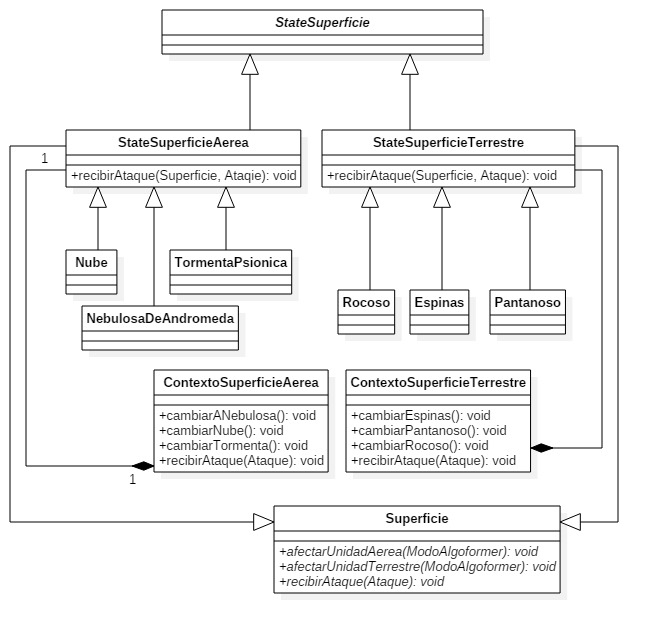 StateSuperficie
StateSuperficieAerea
+recibirAtaque(Superficie, Ataqie): void
StateSuperficieTerrestre
+recibirAtaque(Superficie, Ataque): void
1
Nube
TormentaPsionica
NebulosaDeAndromeda
Rocoso
Espinas
Pantanoso
ContextoSuperficieAerea
+cambiarANebulosa(): void
+cambiarNube(): void
+cambiarTormenta(): void
+recibirAtaque(Ataque): void
ContextoSuperficieTerrestre
+cambiarEspinas(): void
+cambiarPantanoso(): void
+cambiarRocoso(): void
+recibirAtaque(Ataque): void
1
Superficie
+afectarUnidadAerea(ModoAlgoformer): void
+afectarUnidadTerrestre(ModoAlgoformer): void
+recibirAtaque(Ataque): void